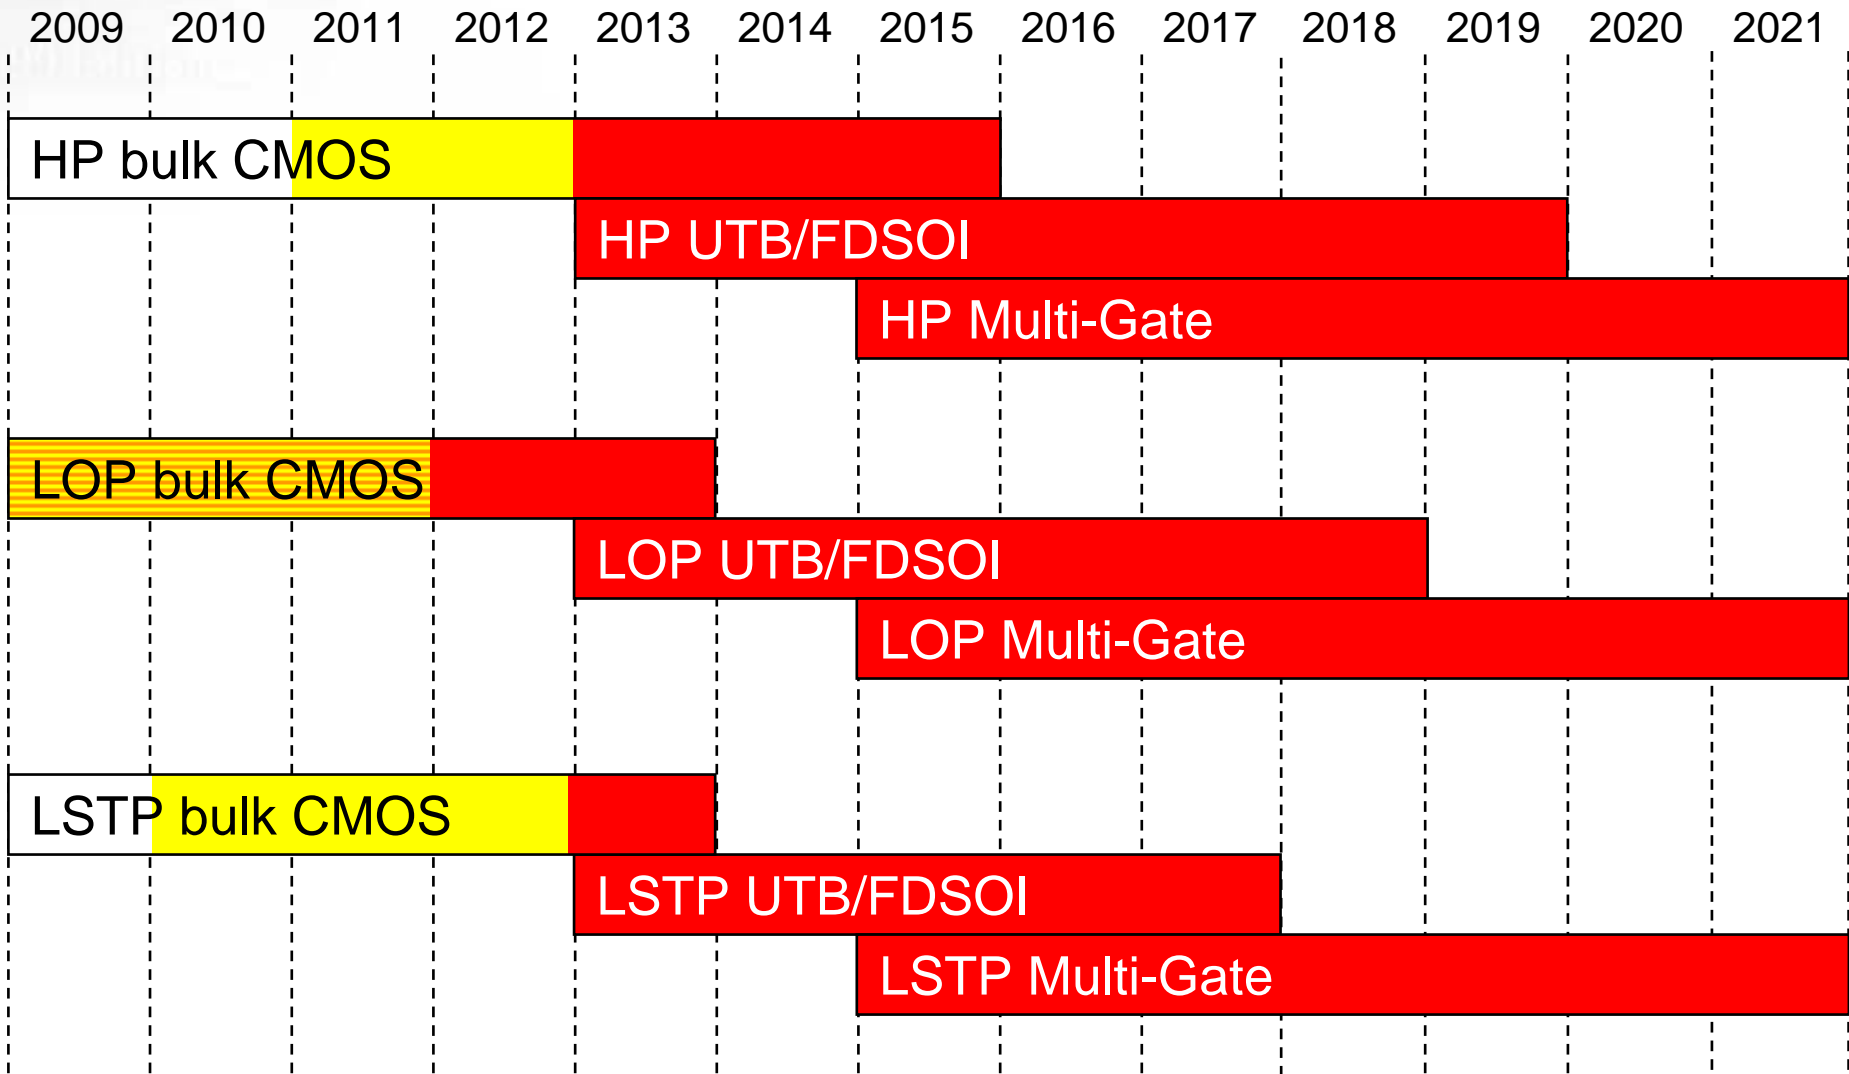 2009 2010 2011 2012 2013 2014 2015 2016 2017 2018 2019 2020 2021
HP bulk CMOS
HP UTB/FDSOI
HP Multi-Gate
LOP bulk CMOS
LOP UTB/FDSOI
LOP Multi-Gate
LSTP bulk CMOS
LSTP UTB/FDSOI
LSTP Multi-Gate